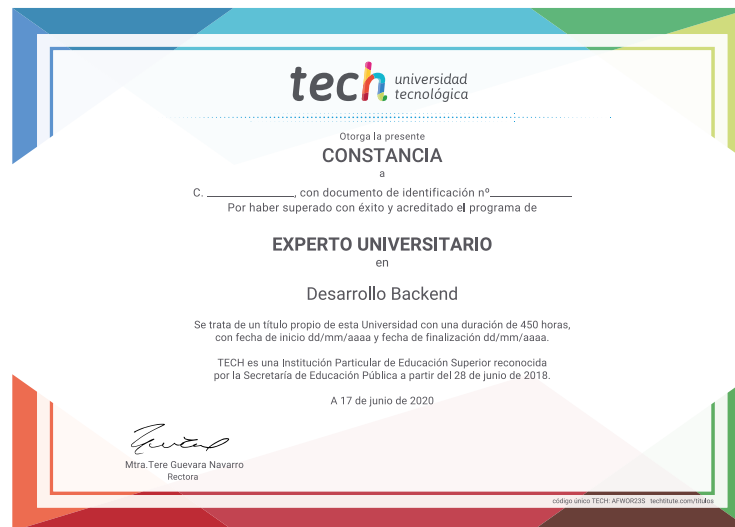 tech universidad
tecnológica
Otorga la presente
CONSTANCIA
a
C. ________________, con documento de identificación nº______________
Por haber superado con éxito y acreditado el programa de
EXPERTO UNIVERSITARIO
en
Desarrollo Backend
Se trata de un título propio de esta Universidad con una duración de 450 horas,
con fecha de inicio dd/mm/aaaa y fecha de finalización dd/mm/aaaa.
TECH es una Institución Particular de Educación Superior reconocida
por la Secretaría de Educación Pública a partir del 28 de junio de 2018.
A 17 de junio de 2020
Mtra.Tere Guevara Navarro
Rectora
código único TECH: AFWOR23S techtitute.com/titulos